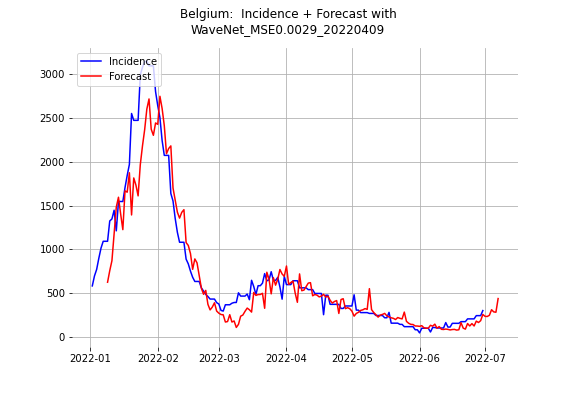 Belgium:  Incidence + Forecast with
WaveNet_MSE0.0029_20220409
Incidence
Forecast
3000
2500
2000
1500
1000
500
0
2022-01 2022-02 2022-03 2022-04 2022-05 2022-06 2022-07